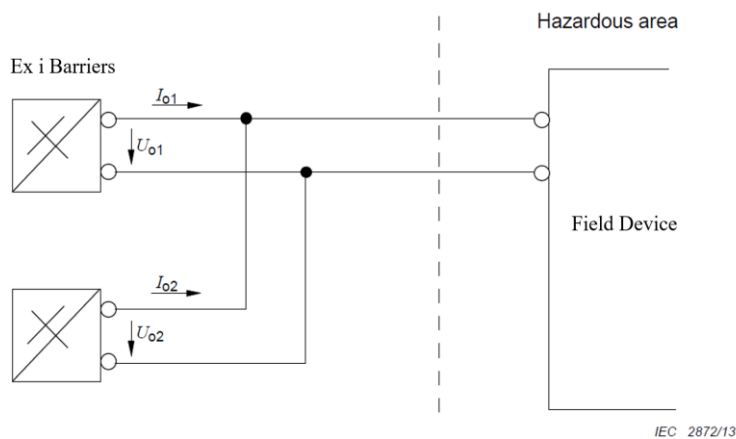 Hazardous area
Ex i Barriers
Io1
Uo1
Field Device
Io2
Uo2
IEC 2872/13